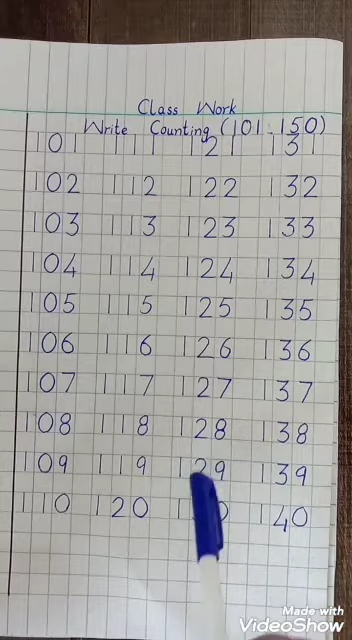 Class Work
Write Counting (101-150)
101 111 121 131
102 112 122 132
103 113 123 133
104 114 124 134
105 115 125 135
106 116 126 136
107 117 127 137
108 118 128 138
109 119 129 139
110 120 140
Made with
VideoShow